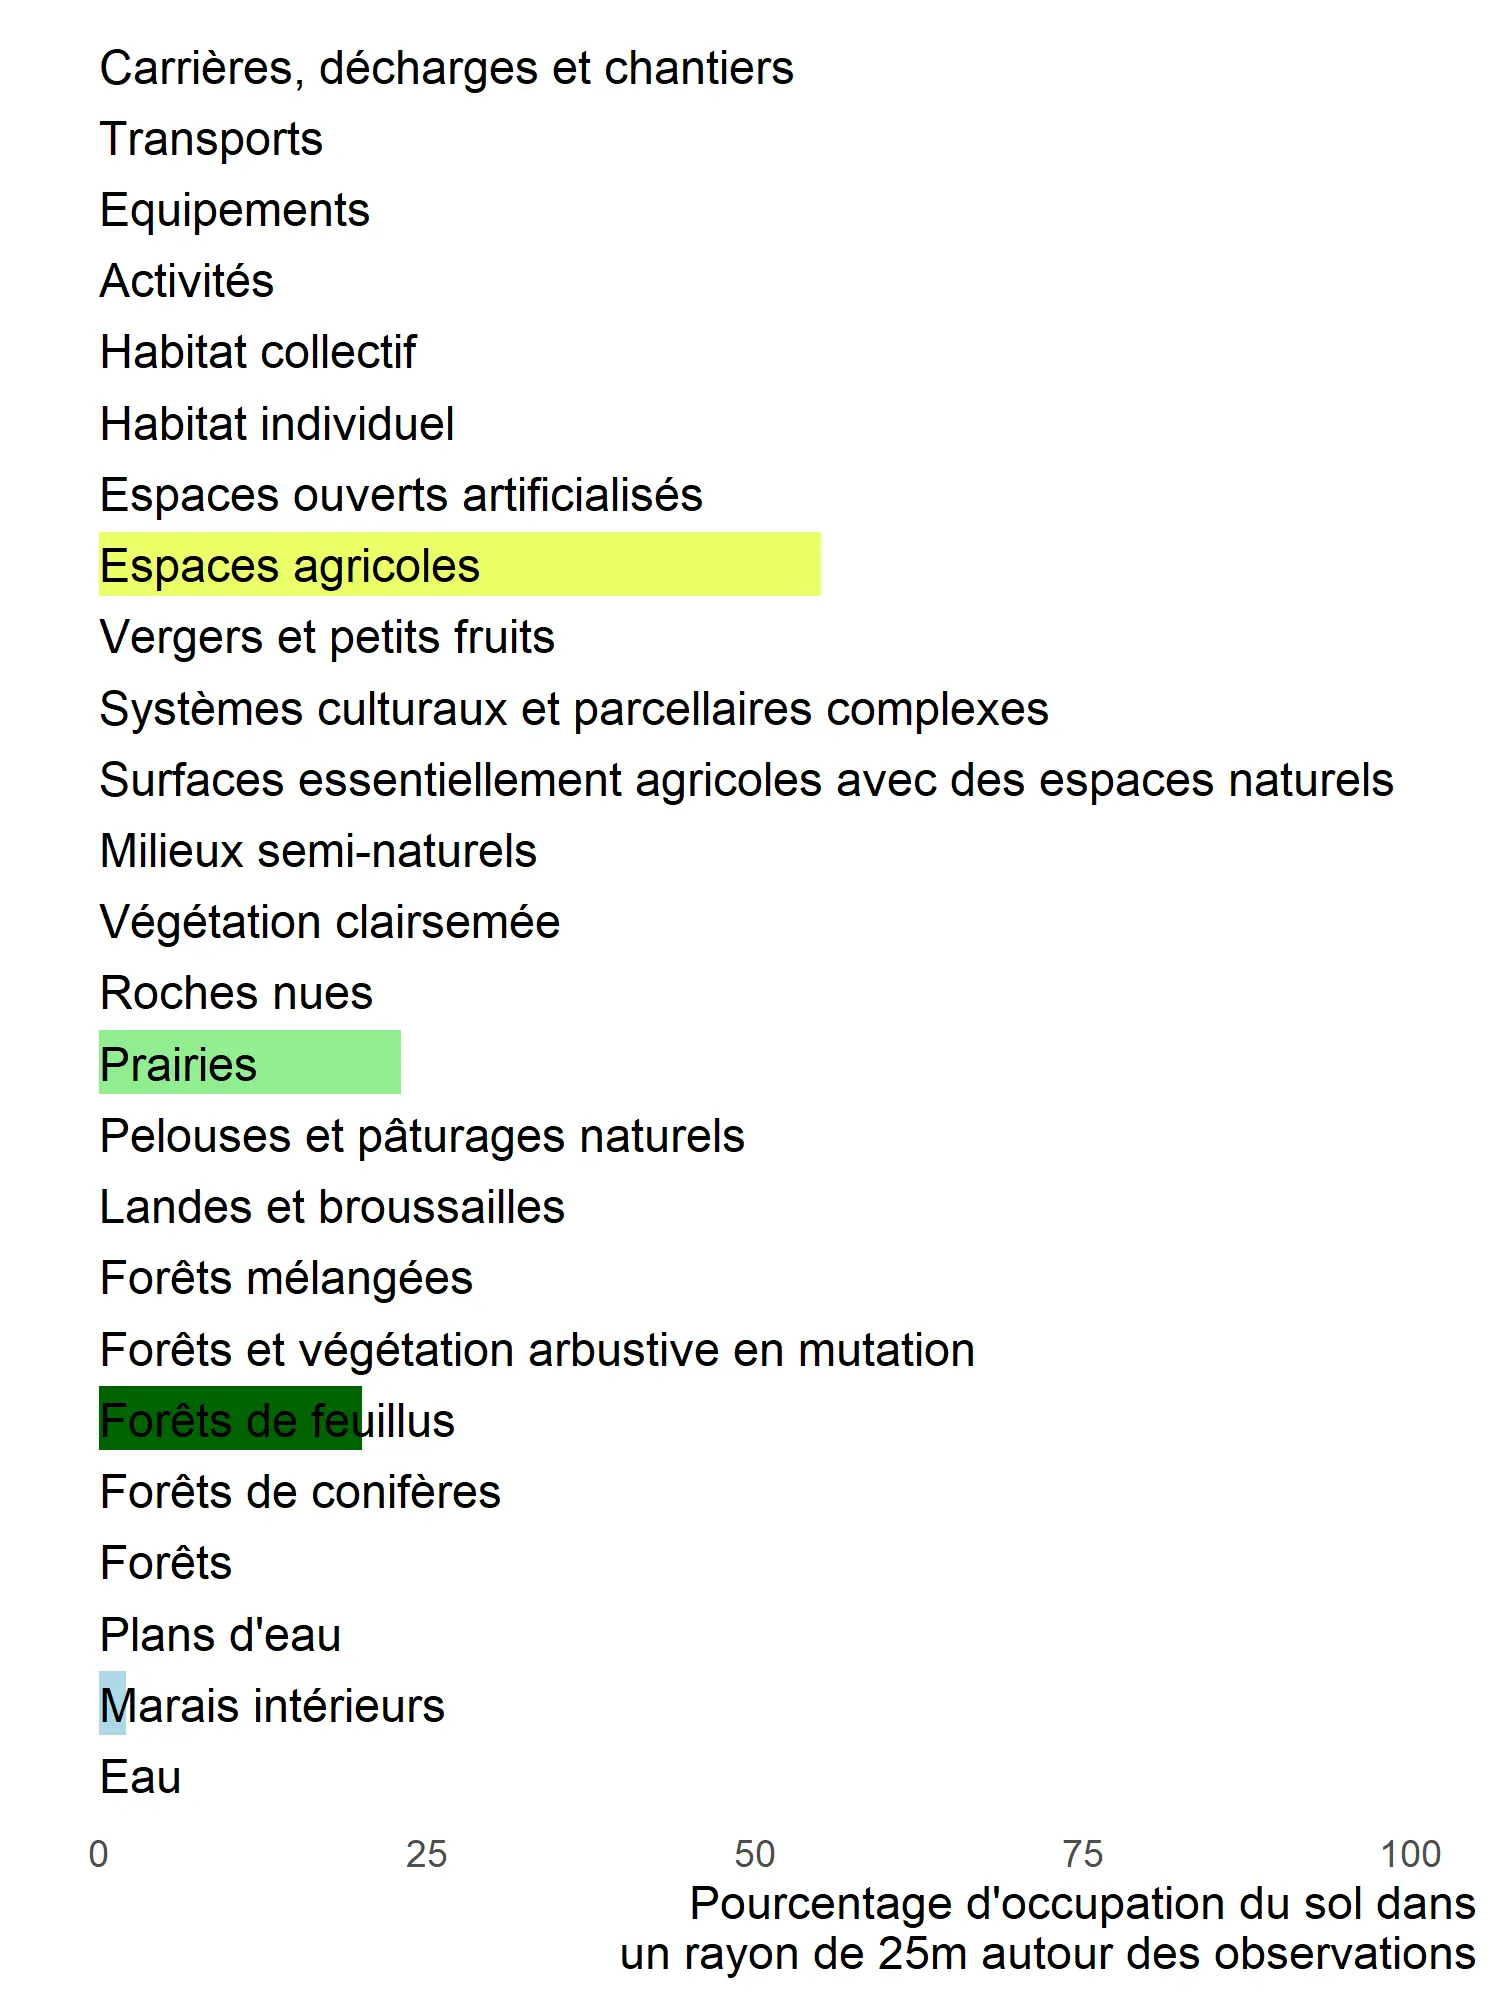 Carrières, décharges et chantiers
Transports
Equipements
Activités
Habitat collectif
Habitat individuel
Espaces ouverts artificialisés
Espaces agricoles
Vergers et petits fruits
Systèmes culturaux et parcellaires complexes
Surfaces essentiellement agricoles avec des espaces naturels
Milieux semi-naturels
Végétation clairsemée
Roches nues
Prairies
Pelouses et pâturages naturels
Landes et broussailles
Forêts mélangées
Forêts et végétation arbustive en mutation
Forêts de feuillus
Forêts de conifères
Forêts
Plans d'eau
Marais intérieurs
Eau
0 25 50 75 100
Pourcentage d'occupation du sol dans
un rayon de 25m autour des observations